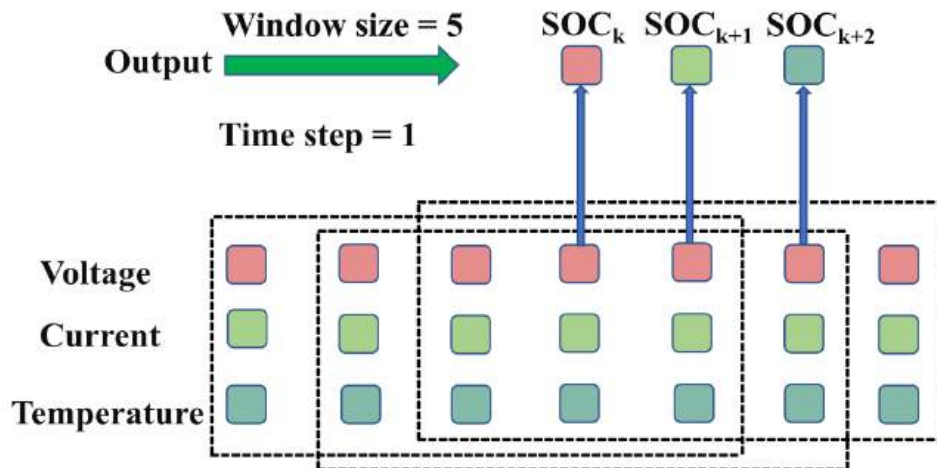 Window size = 5
SOCk SOCk+1 SOCk+2
Output
Time step = 1
Voltage
Current
Temperature